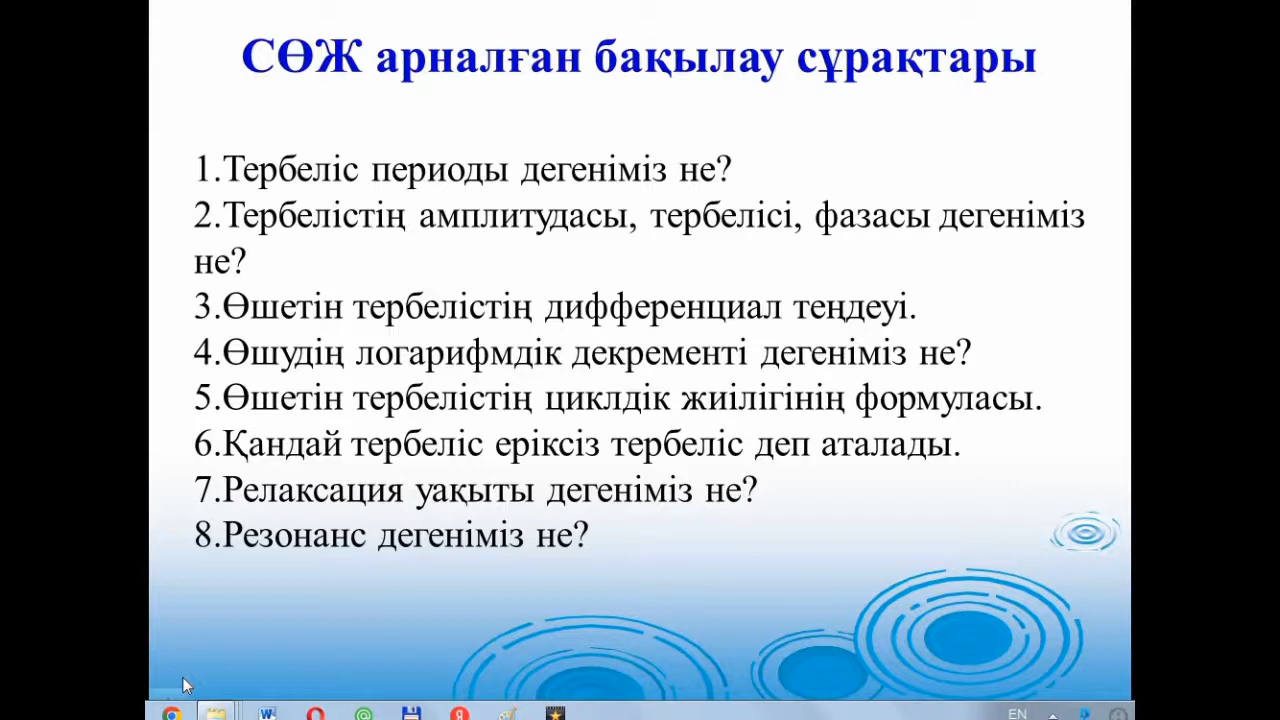 СӨЖ арналған бақылау сұрақтары
1.Тербеліс периоды дегеніміз не?
2.Тербелістің амплитудасы, тербелісі, фазасы дегеніміз
не?
3.Өшетін тербелістің дифференциал теңдеуі.
4.Өшудің логарифмдік декременті дегеніміз не?
5.Өшетін тербелістің циклдік жиілігінің формуласы.
6.Қандай тербеліс еріксіз тербеліс деп аталады.
7.Релаксация уақыты дегеніміз не?
8.Резонанс дегеніміз не?
EN